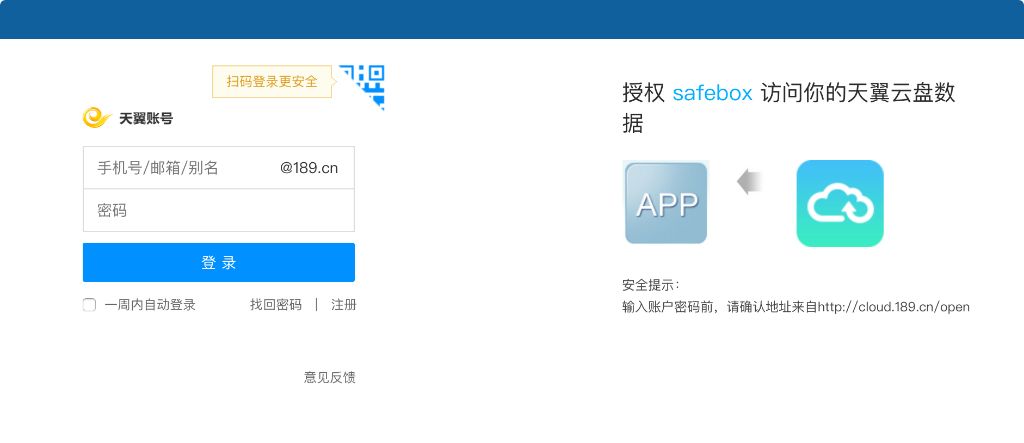 扫码登录更安全
天翼账号
手机号/邮箱/别名 @189.cn
密码
登 录
一周内自动登录 找回密码 | 注册
意见反馈
授权 safebox 访问你的天翼云盘数
据
APP
安全提示：
输入账户密码前，请确认地址来自http://cloud.189.cn/open